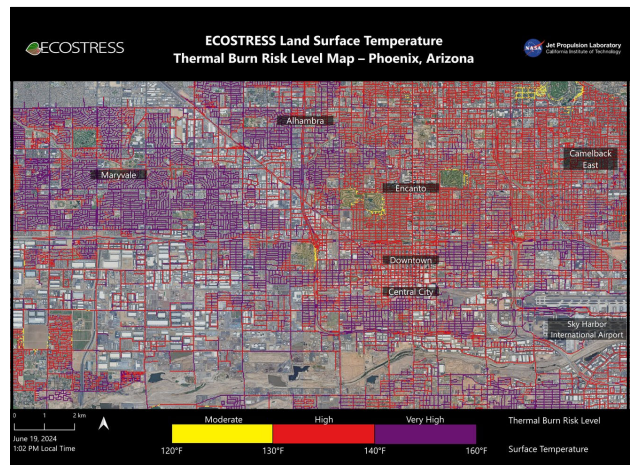 ECOSTRESS
ECOSTRESS Land Surface Temperature
Thermal Burn Risk Level Map – Phoenix, Arizona
NASA
Jet Propulsion Laboratory
California Institute of Technology
Alhambra
Camelback
East
Maryvale
Encanto
Downtown
Central City
Sky Harbor
International Airport
0 1 2 km
June 19, 2024
1:02 PM Local Time
Moderate High Very High Thermal Burn Risk Level
120°F 130°F 140°F 160°F Surface Temperature